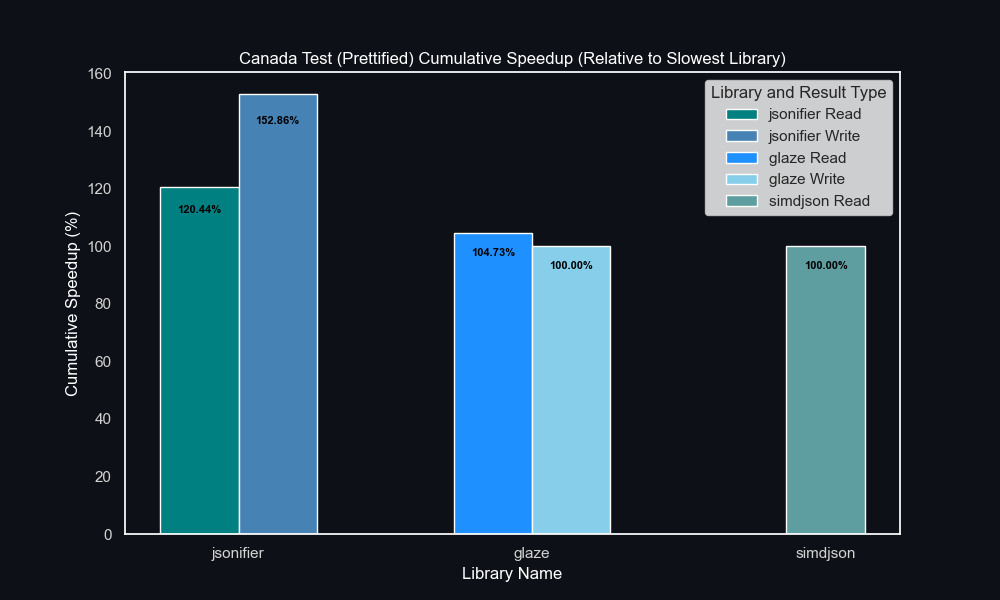 Canada Test (Prettified) Cumulative Speedup (Relative to Slowest Library)
Library and Result Type
jsonifier Read
jsonifier Write
glaze Read
glaze Write
simdjson Read
Cumulative Speedup (%)
160
140
120
100
80
60
40
20
0
120.44%
152.86%
104.73%
100.00%
100.00%
jsonifier
glaze
simdjson
Library Name